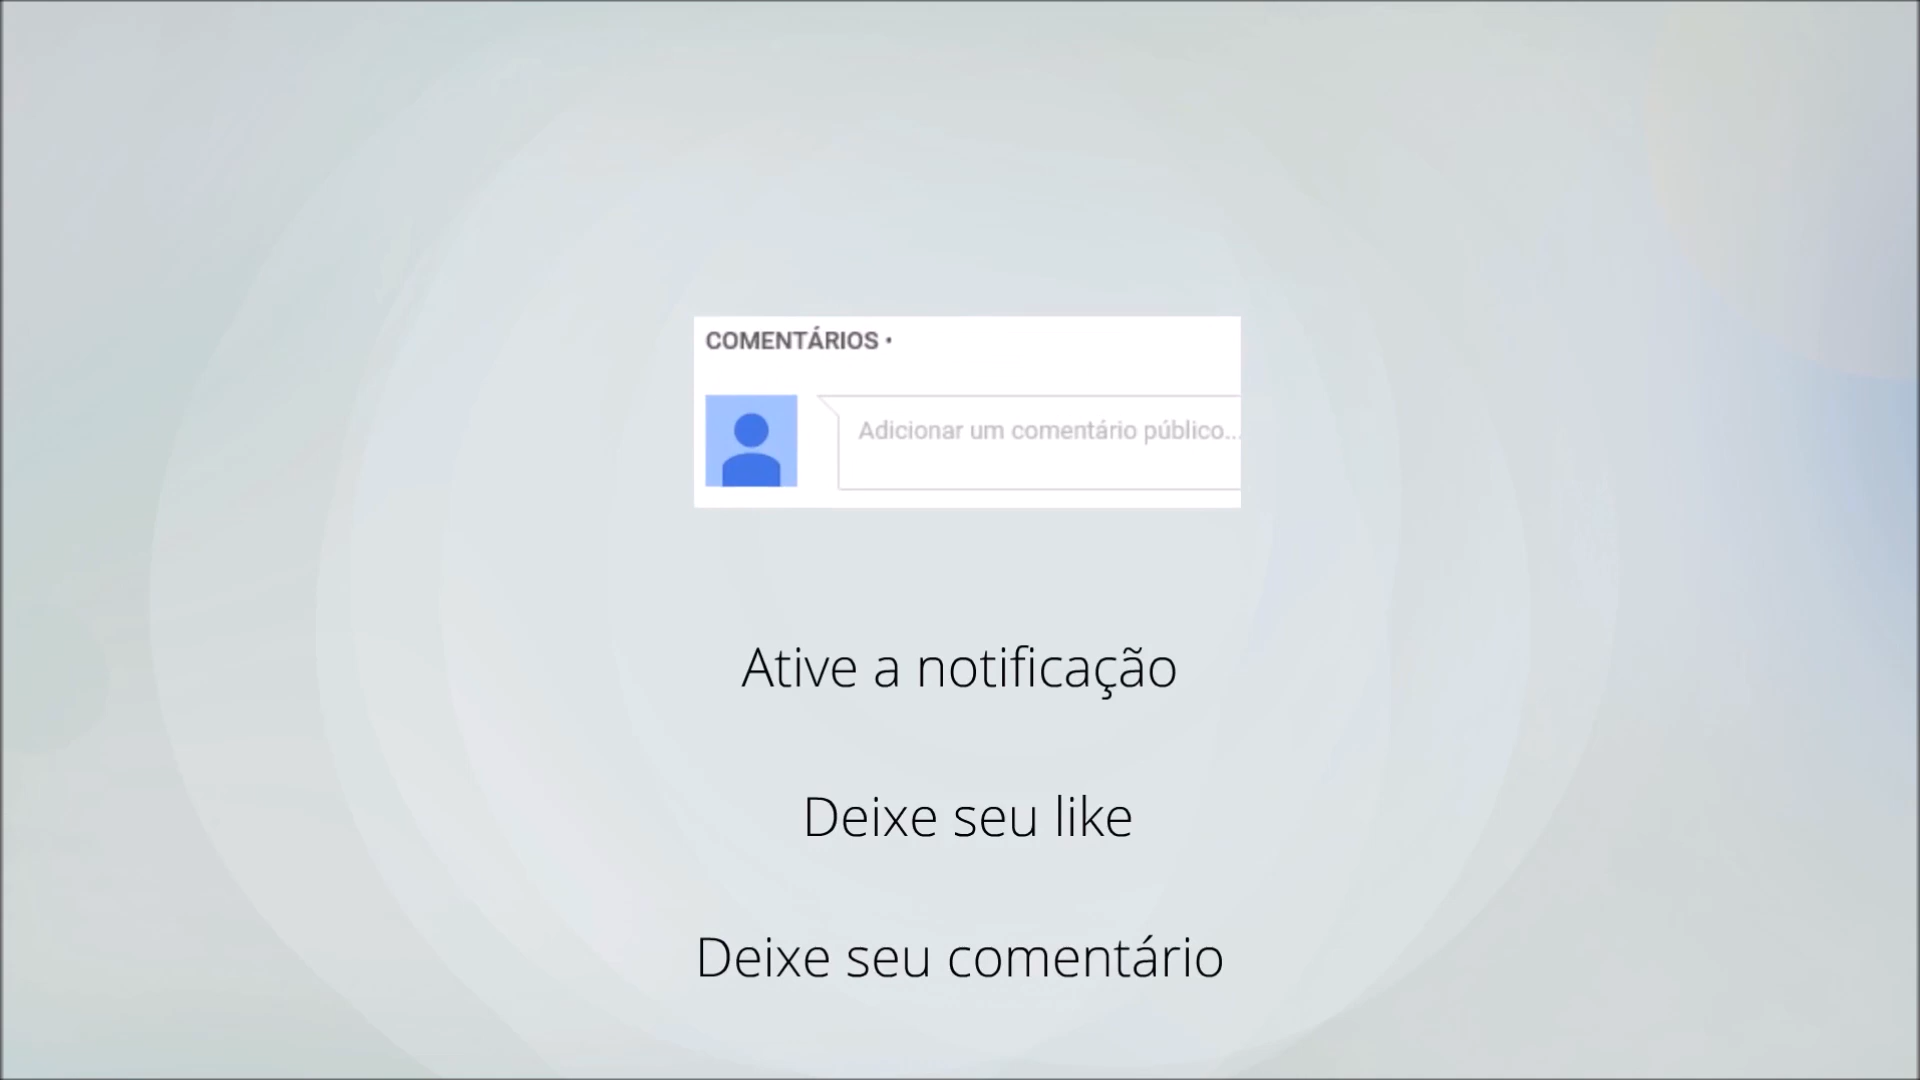 COMENTÁRIOS •
Adicionar um comentário público...
Ative a notificação
Deixe seu like
Deixe seu comentário